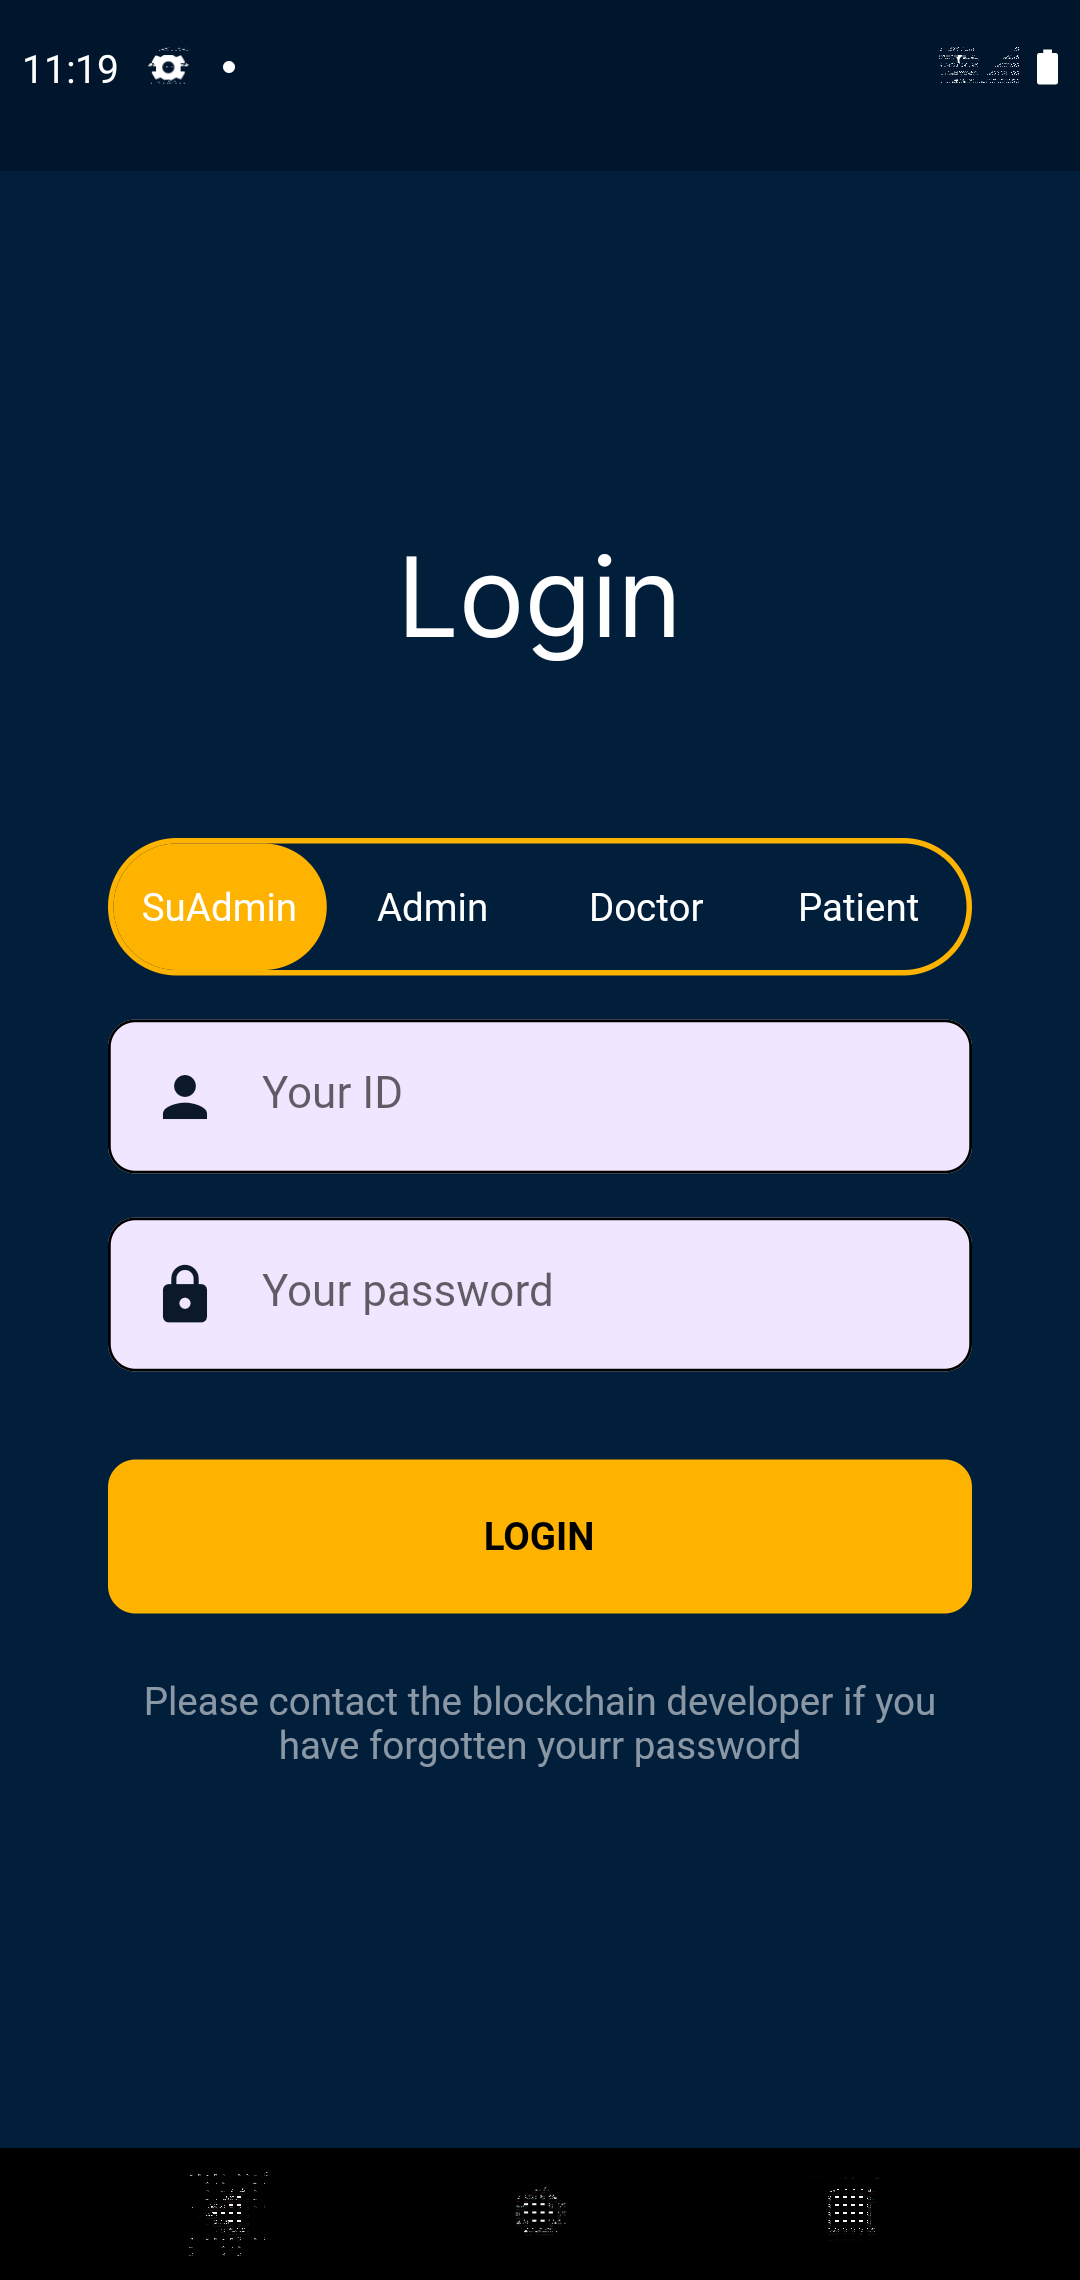 11:19
Login
SuAdmin Admin Doctor Patient
Your ID
Your password
LOGIN
Please contact the blockchain developer if you
have forgotten yourr password